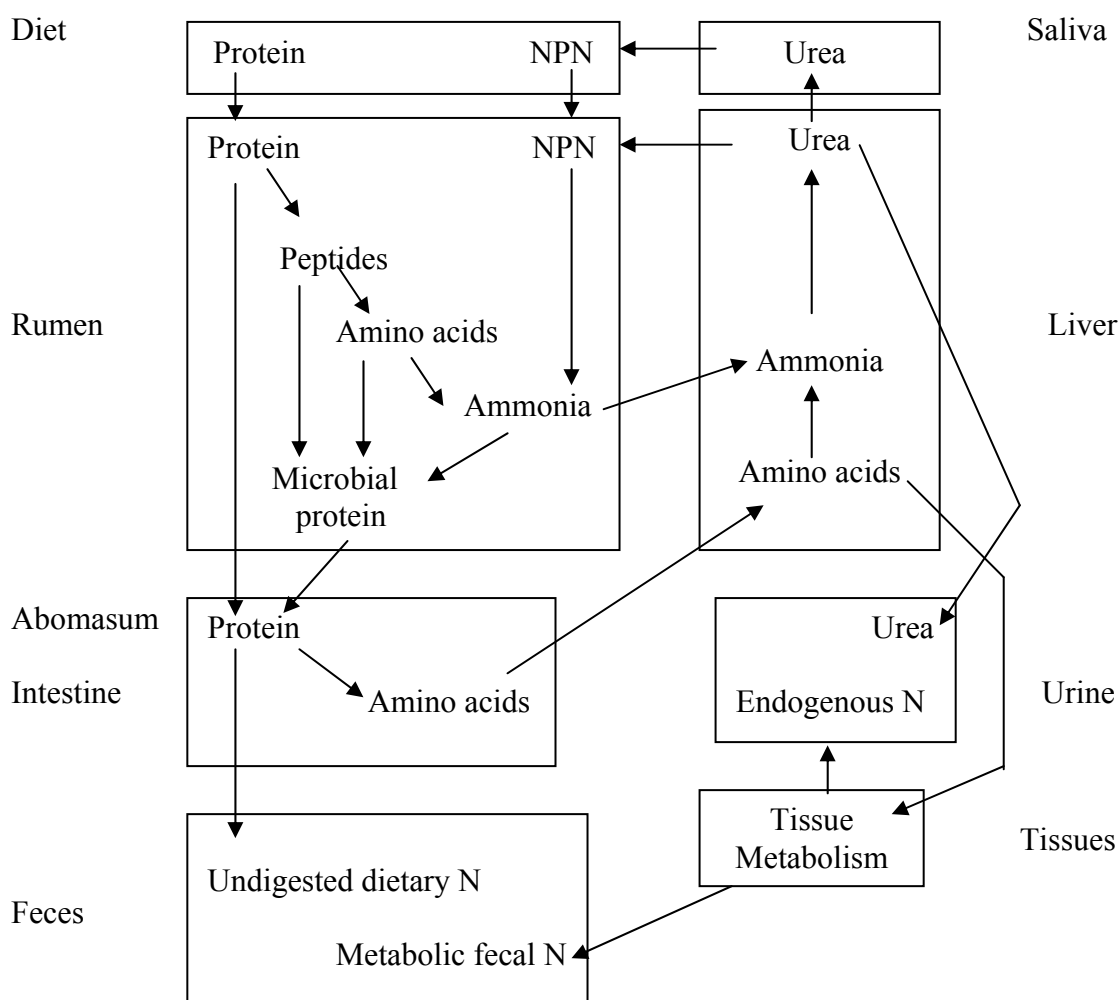 Diet
Protein
NPN
Urea
Saliva
Protein
NPN
Urea
Peptides
Rumen
Amino acids
Liver
Ammonia
Ammonia
Microbial
protein
Amino acids
Abomasum
Protein
Urea
Intestine
Amino acids
Endogenous N
Urine
Tissue
Metabolism
Tissues
Undigested dietary N
Feces
Metabolic fecal N